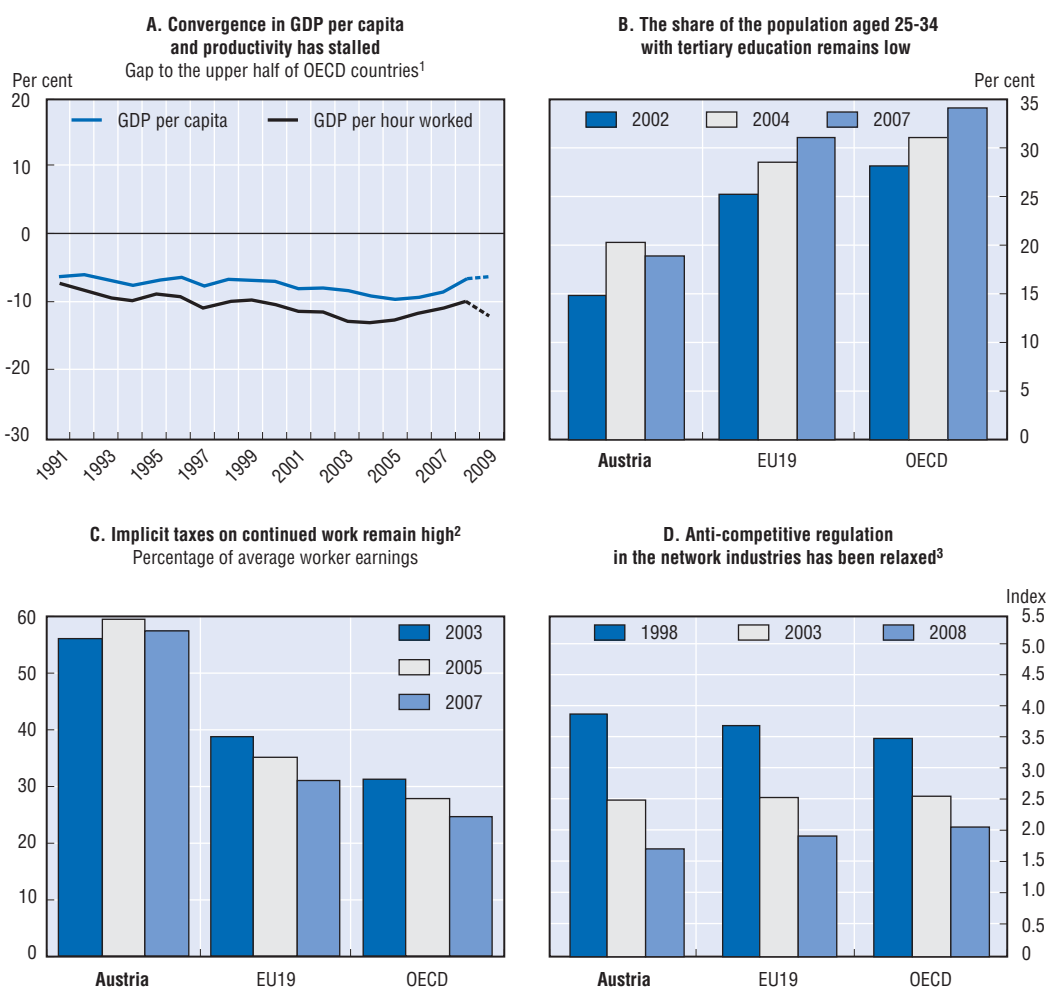 A. Convergence in GDP per capita
and productivity has stalled
Gap to the upper half of OECD countries1
Per cent
20
10
0
-10
-20
-30
GDP per capita
GDP per hour worked
1991
1993
1995
1997
1999
2001
2003
2005
2007
2009
B. The share of the population aged 25-34
with tertiary education remains low
Per cent
35
30
25
20
15
10
5
0
2002
2004
2007
Austria
EU19
OECD
C. Implicit taxes on continued work remain high2
Percentage of average worker earnings
60
50
40
30
20
10
0
2003
2005
2007
Austria
EU19
OECD
D. Anti-competitive regulation
in the network industries has been relaxed3
Index
5.5
5.0
4.5
4.0
3.5
3.0
2.5
2.0
1.5
1.0
0.5
0
1998
2003
2008
Austria
EU19
OECD